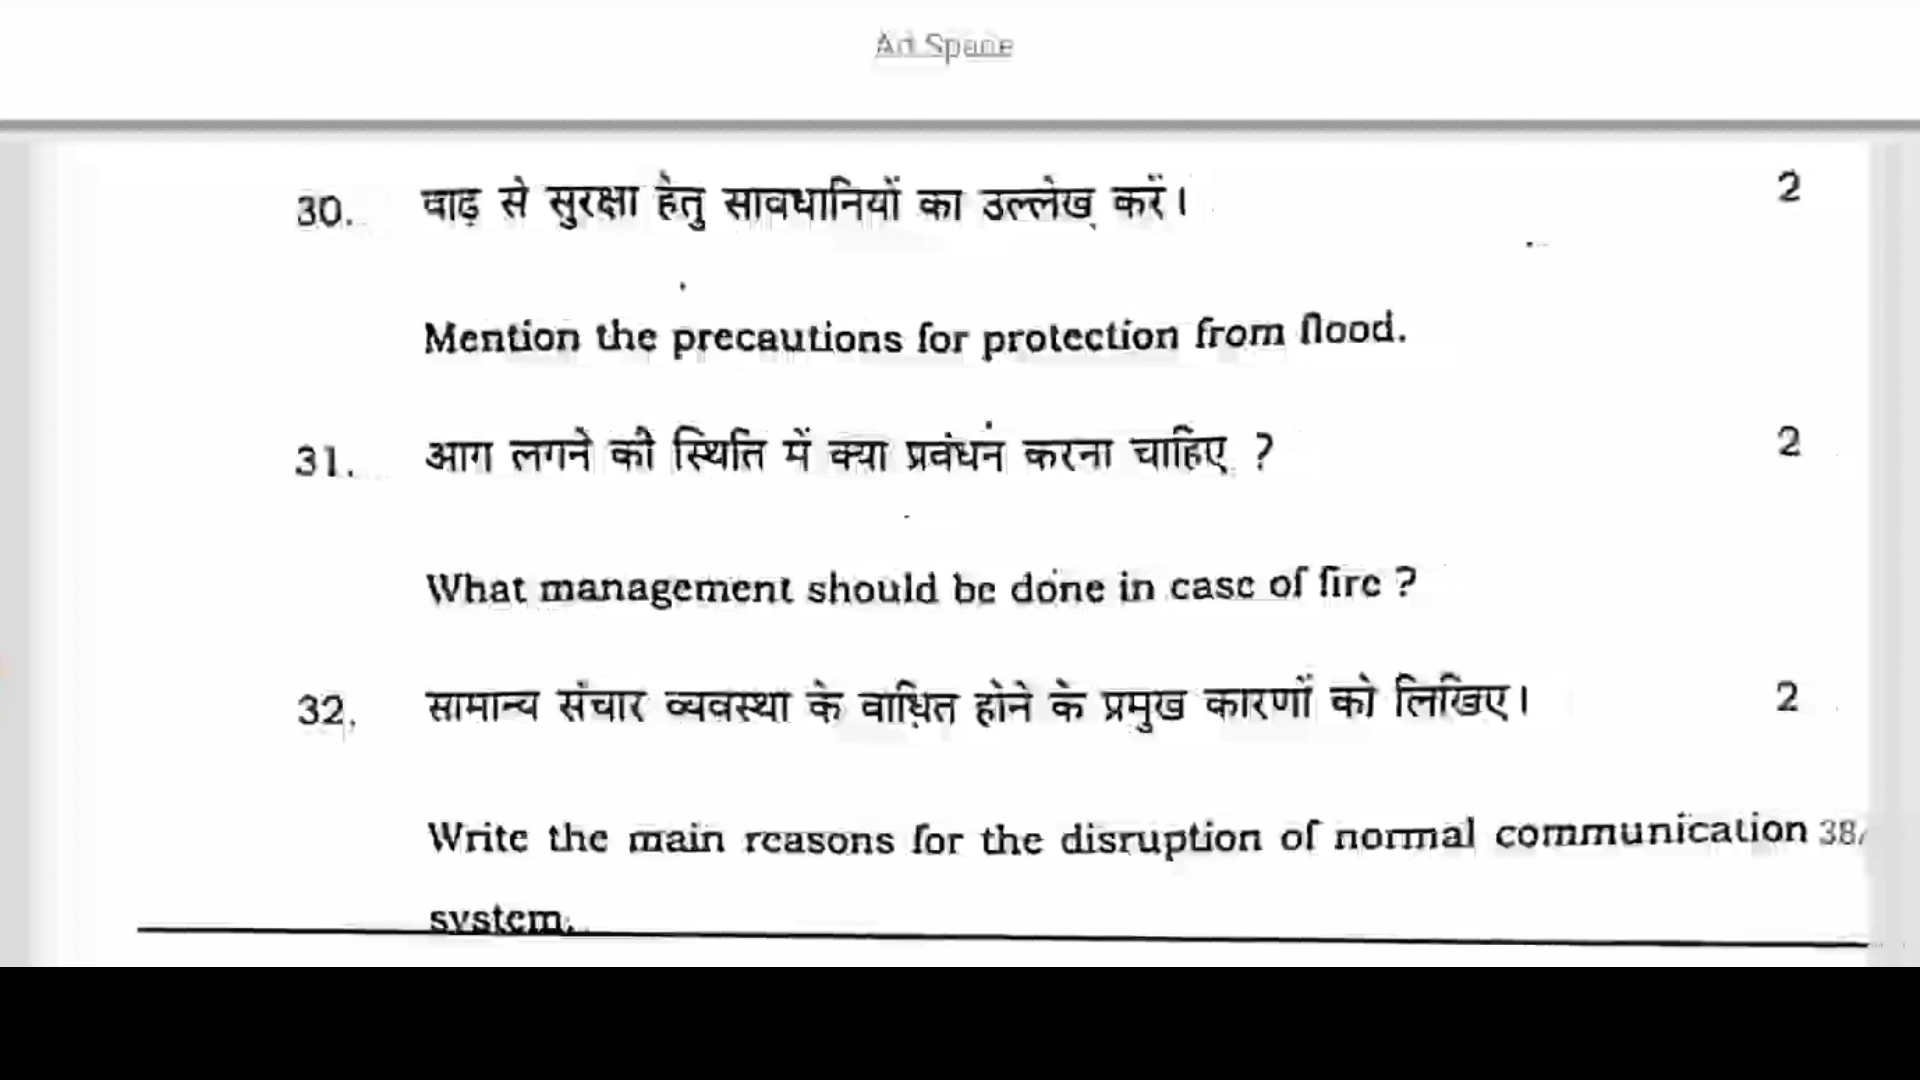 Ad Space
30. बाढ़ से सुरक्षा हेतु सावधानियों का उल्लेख करें। 2
Mention the precautions for protection from flood.
31. आग लगने की स्थिति में क्या प्रबंधन करना चाहिए ? 2
What management should be done in case of fire ?
32. सामान्य संचार व्यवस्था के बाधित होने के प्रमुख कारणों को लिखिए। 2
Write the main reasons for the disruption of normal communication 38/
system.